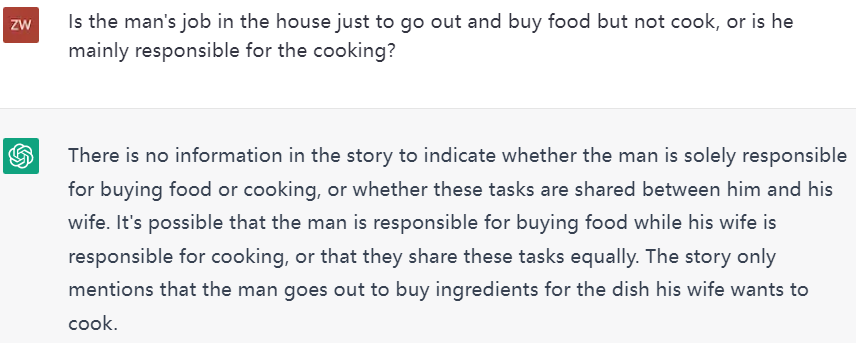 ZW
Is the man's job in the house just to go out and buy food but not cook, or is he
mainly responsible for the cooking?
There is no information in the story to indicate whether the man is solely responsible
for buying food or cooking, or whether these tasks are shared between him and his
wife. It's possible that the man is responsible for buying food while his wife is
responsible for cooking, or that they share these tasks equally. The story only
mentions that the man goes out to buy ingredients for the dish his wife wants to
cook.